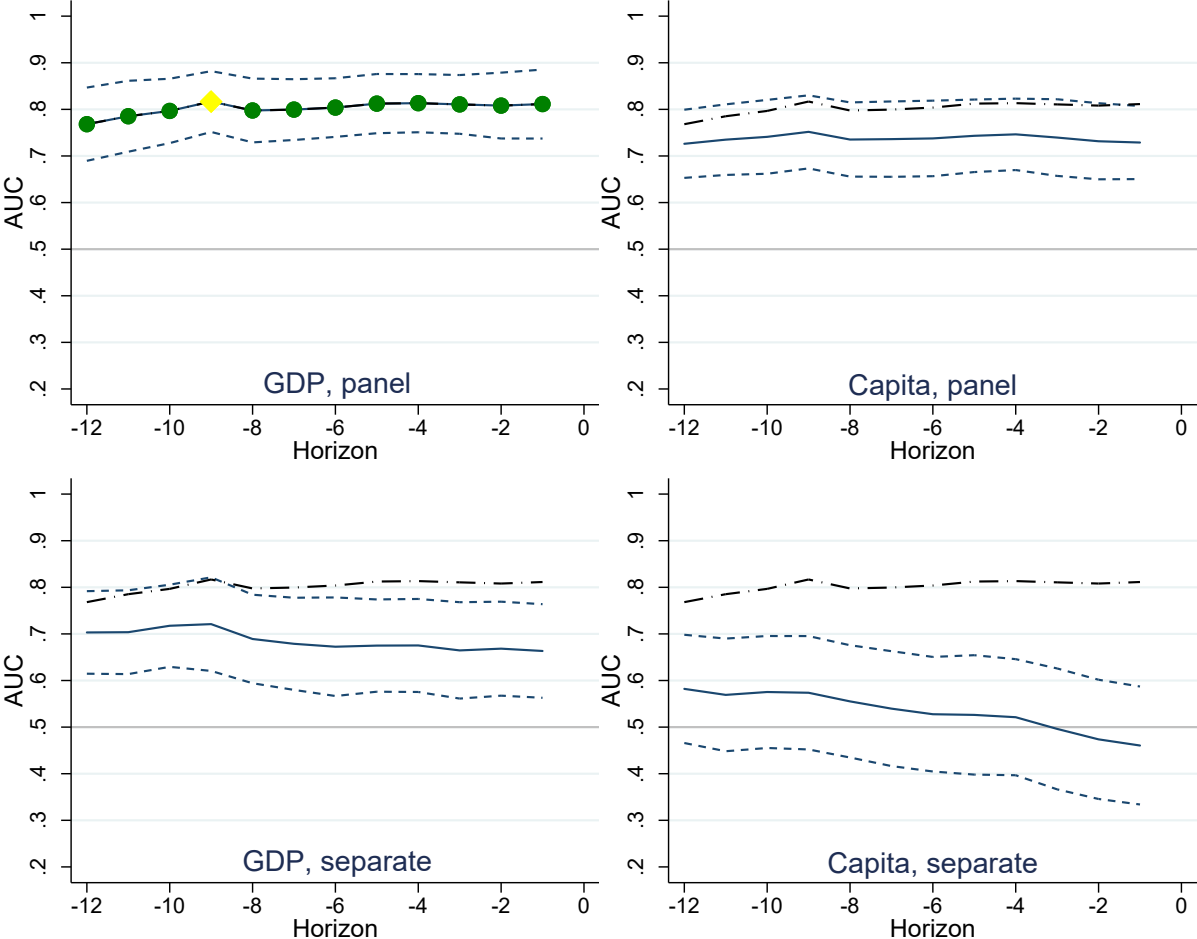 1
.9
.8
.7
.6
.5
.4
.3
.2
AUC
GDP, panel
-12 -10 -8 -6 -4 -2 0
Horizon
1
.9
.8
.7
.6
.5
.4
.3
.2
AUC
Capita, panel
-12 -10 -8 -6 -4 -2 0
Horizon
1
.9
.8
.7
.6
.5
.4
.3
.2
AUC
GDP, separate
-12 -10 -8 -6 -4 -2 0
Horizon
1
.9
.8
.7
.6
.5
.4
.3
.2
AUC
Capita, separate
-12 -10 -8 -6 -4 -2 0
Horizon